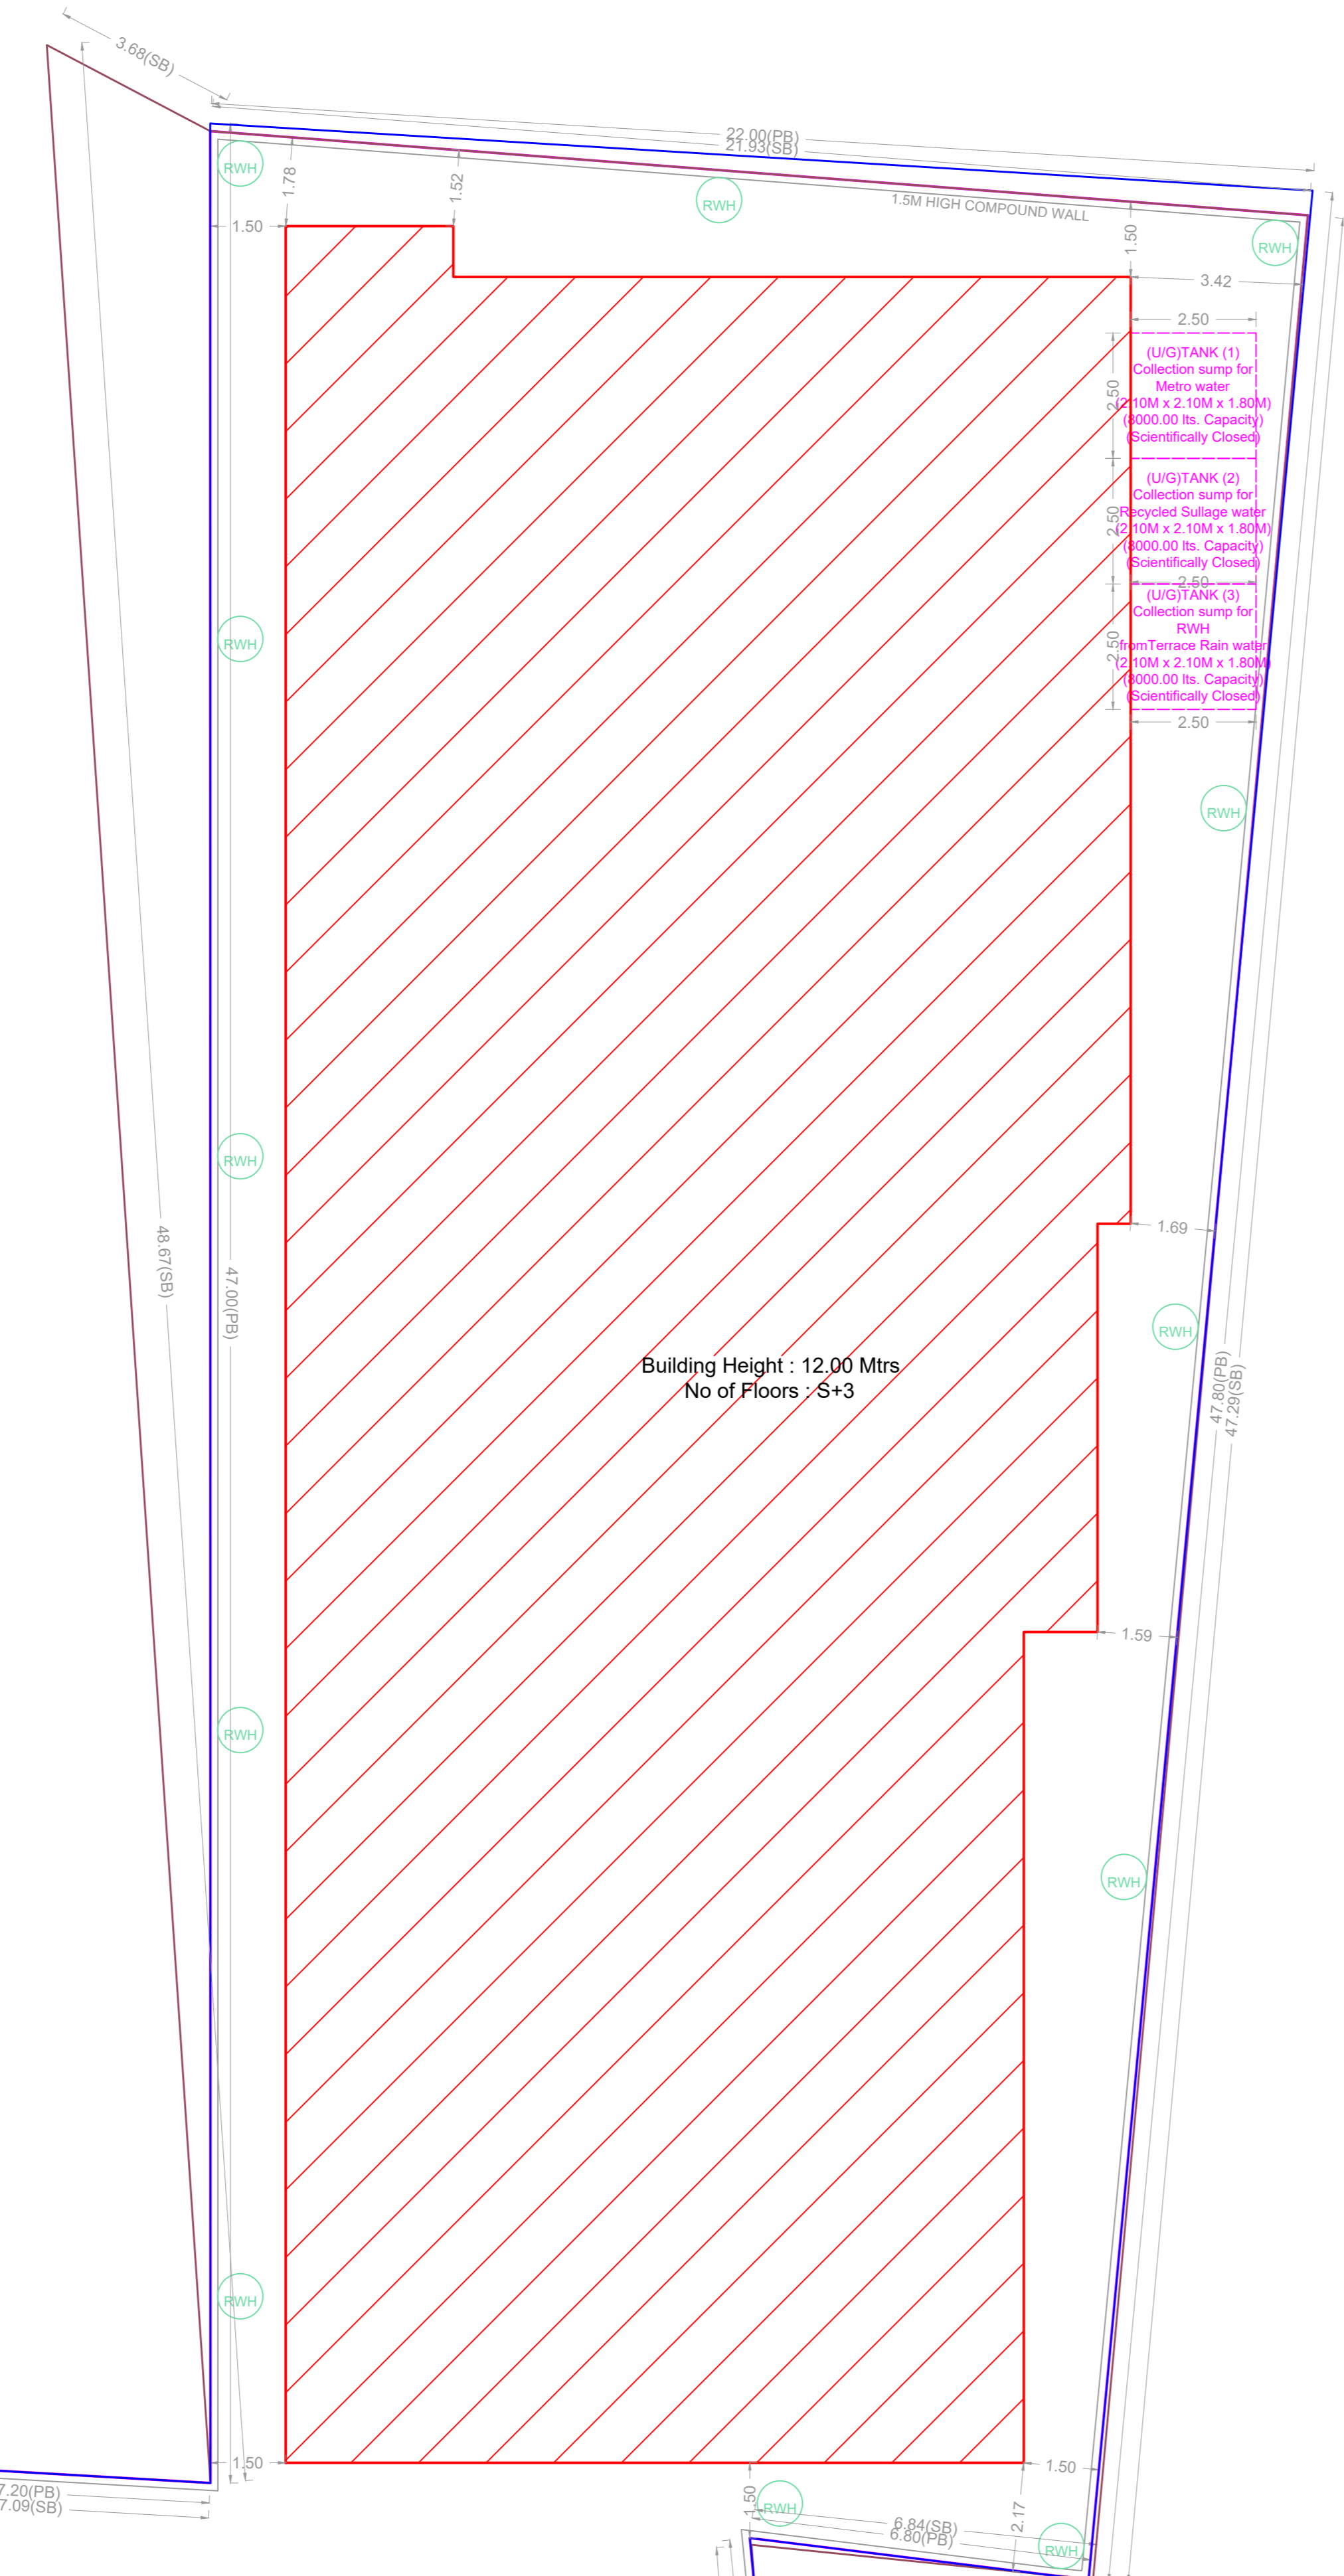 3.68(SB)
22.00(PB)
21.93(SB)
RWH
1.78
1.52
RWH
1.5M HIGH COMPOUND WALL
1.50
1.50
RWH
3.42
2.50
(U/G)TANK (1)
Collection sump for
Metro water
(2.10M x 2.10M x 1.80M)
(8000.00 lts. Capacity)
(Scientifically Closed)
2.50
(U/G)TANK (2)
Collection sump for
Recycled Sullage water
(2.10M x 2.10M x 1.80M)
(8000.00 lts. Capacity)
(Scientifically Closed)
2.50
2.50
(U/G)TANK (3)
Collection sump for
RWH
fromTerrace Rain water
(2.10M x 2.10M x 1.80M)
(8000.00 lts. Capacity)
(Scientifically Closed)
2.50
2.50
RWH
RWH
RWH
1.69
48.67(SB)
47.00(PB)
RWH
Building Height : 12.00 Mtrs
No of Floors : S+3
47.80(PB)
47.29(SB)
1.59
RWH
RWH
RWH
1.50
1.50
7.20(PB)
7.09(SB)
1.50
RWH
2.17
6.84(SB)
6.80(PB)
RWH